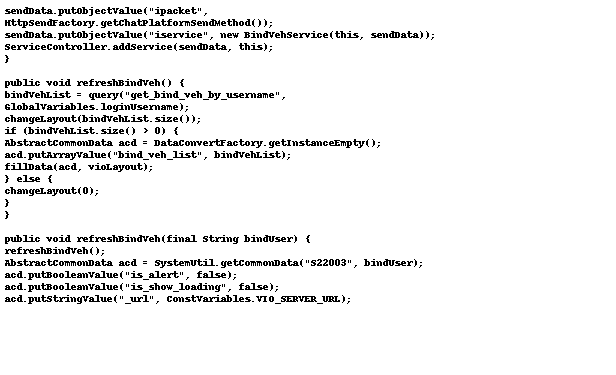 sendData.putObjectValue("ipacket",
HttpSendFactory.getChatPlatformSendMethod());
sendData.putObjectValue("iservice", new BindVehService(this, sendData));
ServiceController.addService(sendData, this);
}
public void refreshBindVeh() {
bindVehList = query("get_bind_veh_by_username",
GlobalVariables.loginUsername);
changeLayout(bindVehList.size());
if (bindVehList.size() > 0) {
AbstractCommonData acd = DataConvertFactory.getInstanceEmpty();
acd.putArrayValue("bind_veh_list", bindVehList);
fillData(acd, vioLayout);
} else {
changeLayout(0);
}
}
public void refreshBindVeh(final String bindUser) {
refreshBindVeh();
AbstractCommonData acd = SystemUtil.getCommonData("S22003", bindUser);
acd.putBooleanValue("is_alert", false);
acd.putBooleanValue("is_show_loading", false);
acd.putStringValue("_url", ConstVariables.VIO_SERVER_URL);